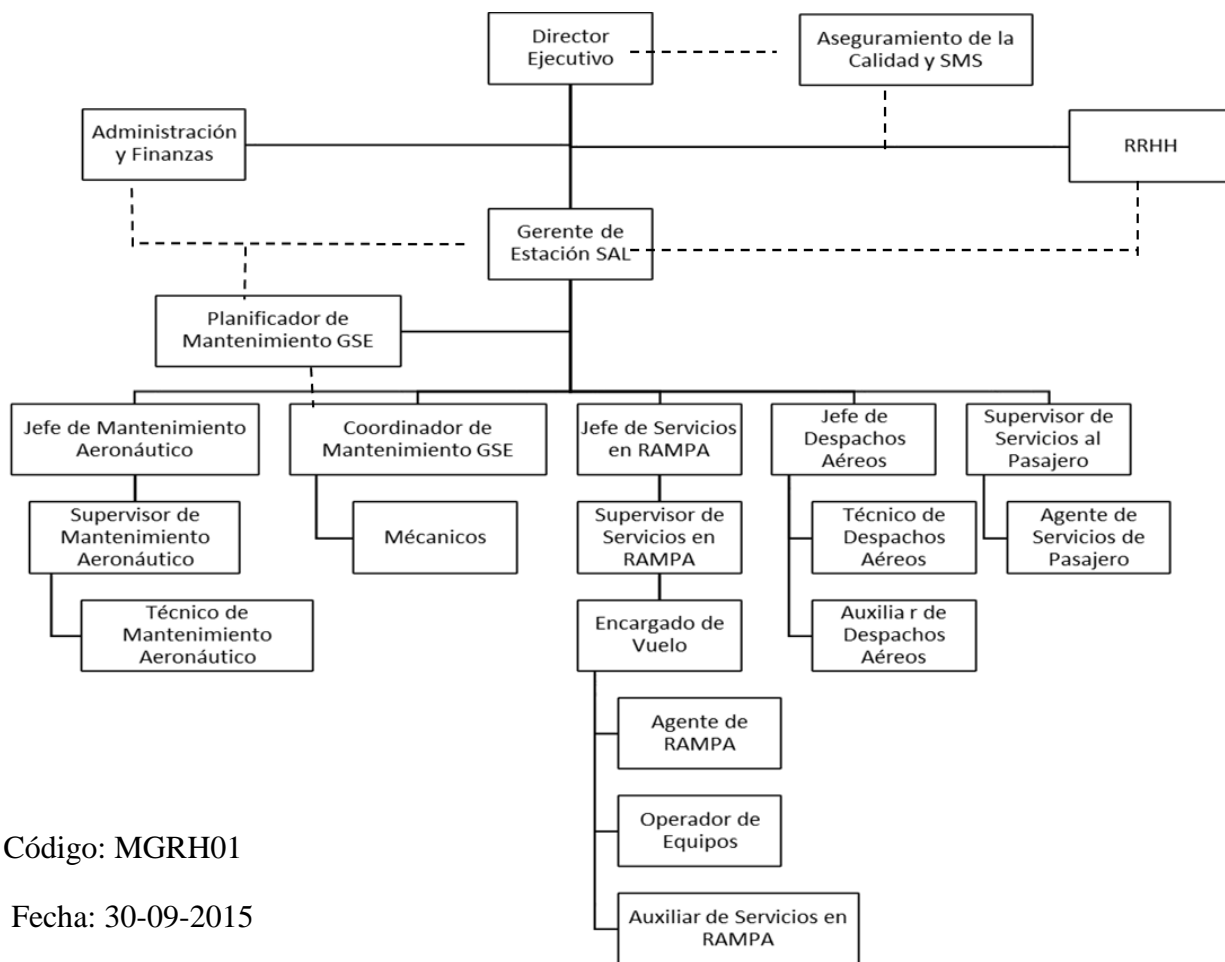 Director
Ejecutivo
Aseguramiento de la
Calidad y SMS
Administración
y Finanzas
RRHH
Gerente de
Estación SAL
Planificador de
Mantenimiento GSE
Jefe de Mantenimiento
Aeronáutico
Coordinador de
Mantenimiento GSE
Jefe de Servicios
en RAMPA
Jefe de
Despachos
Aéreos
Supervisor de
Servicios al
Pasajero
Supervisor de
Mantenimiento
Aeronáutico
Mécanicos
Supervisor de
Servicios en
RAMPA
Técnico de
Despachos
Aéreos
Agente de
Servicios de
Pasajero
Técnico de
Mantenimiento
Aeronáutico
Encargado de
Vuelo
Auxilia r de
Despachos
Aéreos
Agente de
RAMPA
Operador de
Equipos
Auxiliar de Servicios en
RAMPA
Código: MGRH01
Fecha: 30-09-2015